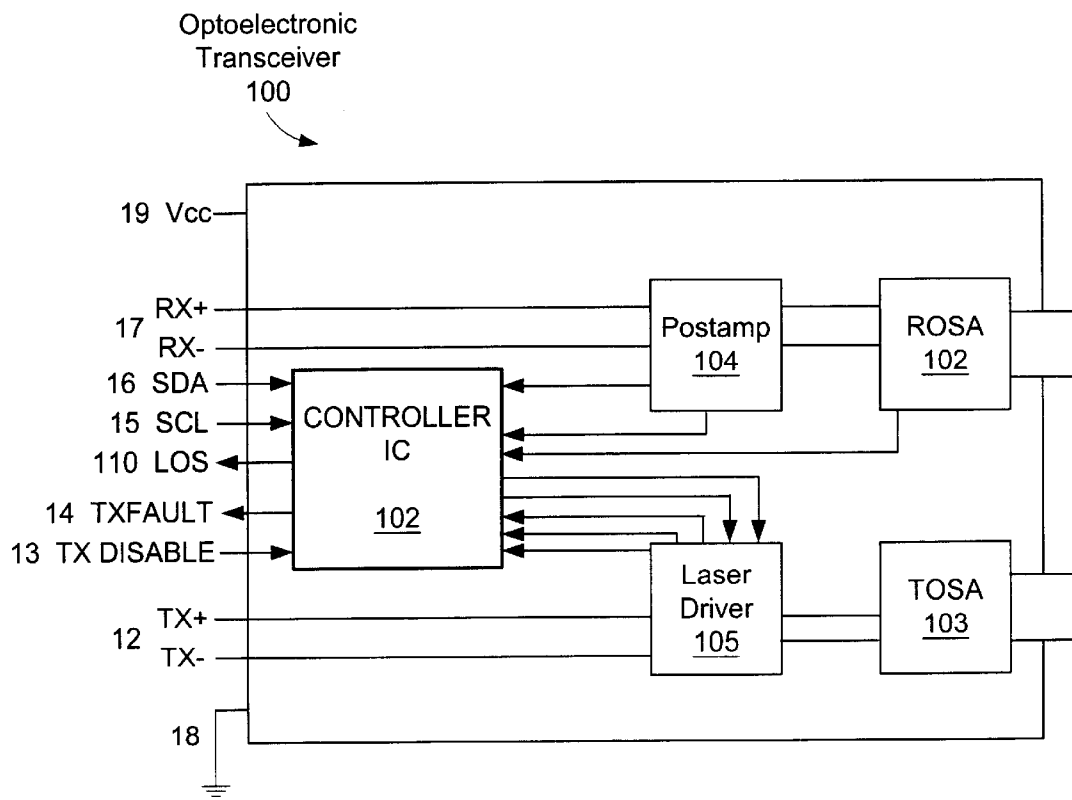 Optoelectronic
Transceiver
100
19 Vcc
17
RX+
RX-
16 SDA
15 SCL
110 LOS
14 TXFAULT
13 TX DISABLE
12
TX+
TX-
18
CONTROLLER
IC
102
Postamp
104
ROSA
102
Laser
Driver
105
TOSA
103